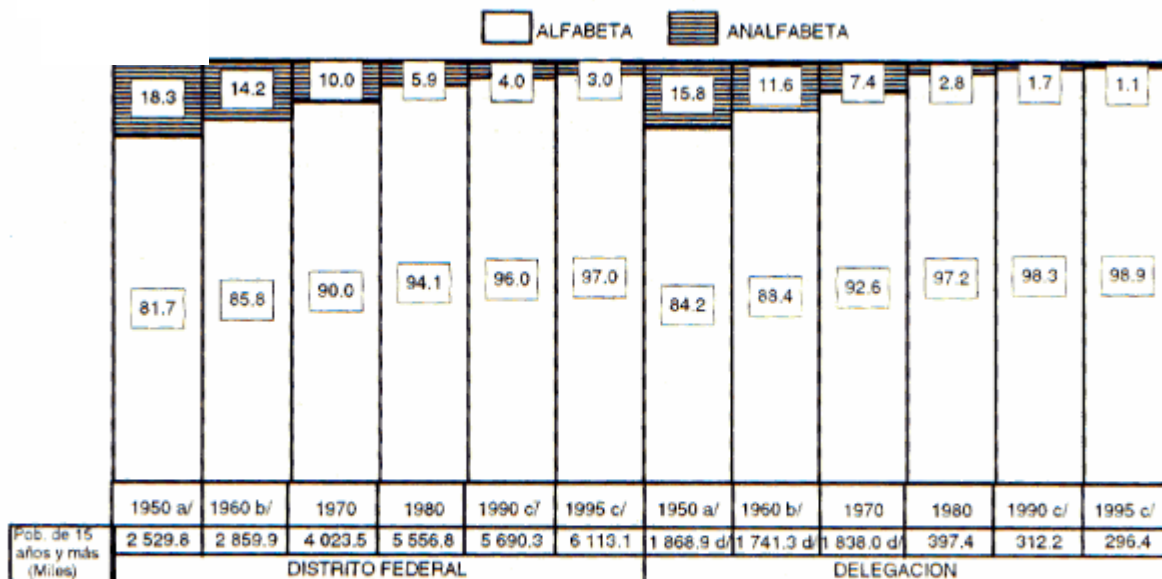 ALFABETA ANALFABETA
18.3 14.2 10.0 5.9 4.0 3.0 15.8 11.6 7.4 2.8 1.7 1.1
81.7 85.8 90.0 94.1 96.0 97.0 84.2 88.4 92.6 97.2 98.3 98.9
1950 a/ 1960 b/ 1970 1980 1990 c/ 1995 c/ 1950 a/ 1960 b/ 1970 1980 1990 c/ 1995 c/
Pob. de 15
años y más
(Miles)
2 529.8 2 859.9 4 023.5 5 556.8 5 690.3 6 113.1 1 868.9 d/ 1 741.3 d/ 1 838.0 d/ 397.4 312.2 296.4
DISTRITO FEDERAL DELEGACION